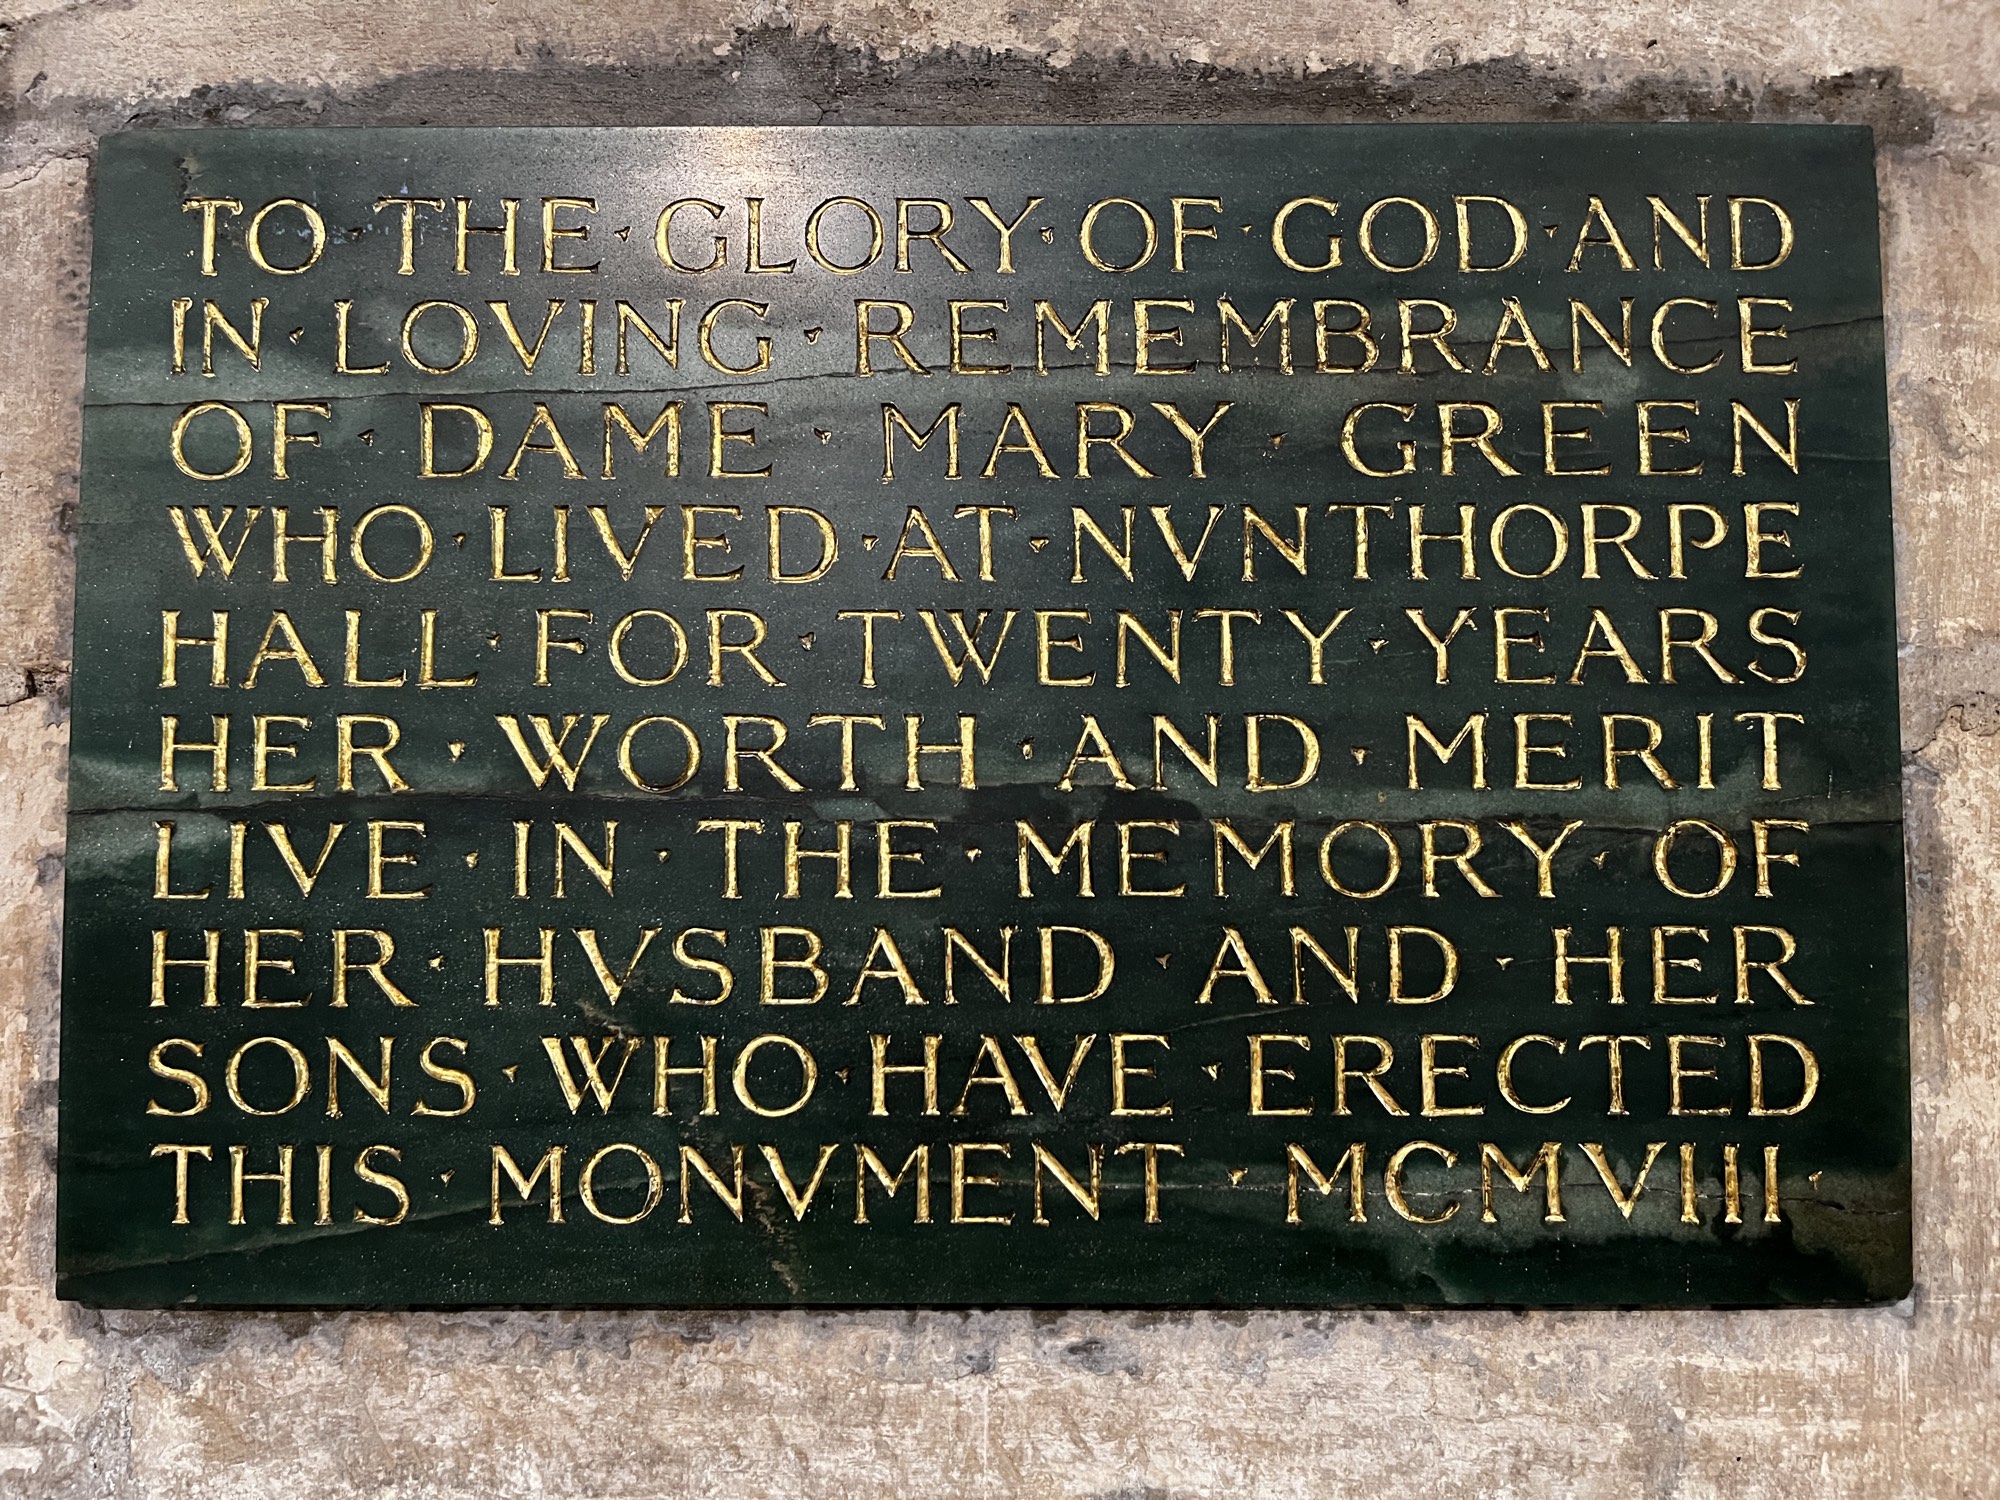 TO · THE · GLORY · OF · GOD · AND
IN · LOVING · REMEMBRANCE
OF · DAME · MARY · GREEN
WHO · LIVED · AT · NVNTHORPE
HALL · FOR · TWENTY · YEARS
HER · WORTH · AND · MERIT
LIVE · IN · THE · MEMORY · OF
HER · HVSBAND · AND · HER
SONS · WHO · HAVE · ERECTED
THIS · MONVMENT · MCMVIII ·